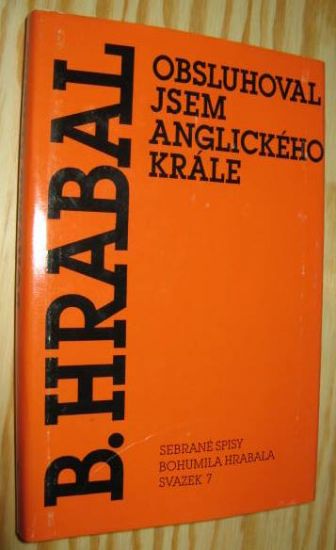 B. HRABAL
OBSLUHOVAL
JSEM
ANGLICKÉHO
KRÁLE
SEBRANÉ SPISY
BOHUMILA HRABALA
SVAZEK 7